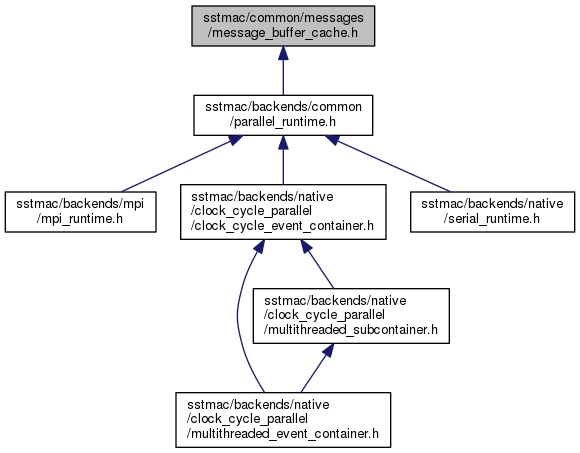 sstmac/common/messages
/message_buffer_cache.h
sstmac/backends/common
/parallel_runtime.h
sstmac/backends/mpi
/mpi_runtime.h
sstmac/backends/native
/clock_cycle_parallel
/clock_cycle_event_container.h
sstmac/backends/native
/serial_runtime.h
sstmac/backends/native
/clock_cycle_parallel
/multithreaded_subcontainer.h
sstmac/backends/native
/clock_cycle_parallel
/multithreaded_event_container.h